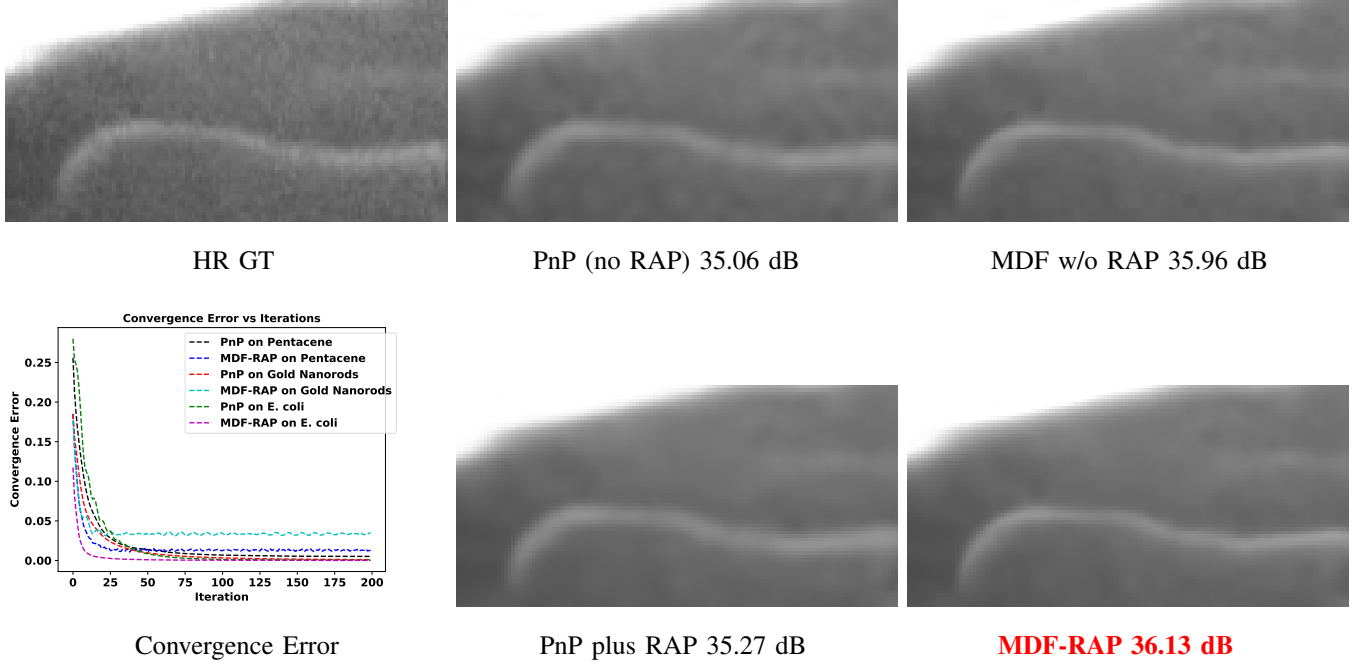 HR GT
PnP (no RAP) 35.06 dB
MDF w/o RAP 35.96 dB
Convergence Error vs Iterations
PnP on Pentacene
MDF-RAP on Pentacene
PnP on Gold Nanorods
MDF-RAP on Gold Nanorods
PnP on E. coli
MDF-RAP on E. coli
Convergence Error
0.25
0.20
0.15
0.10
0.05
0.00
0 25 50 75 100 125 150 175 200
Iteration
Convergence Error
PnP plus RAP 35.27 dB
MDF-RAP 36.13 dB